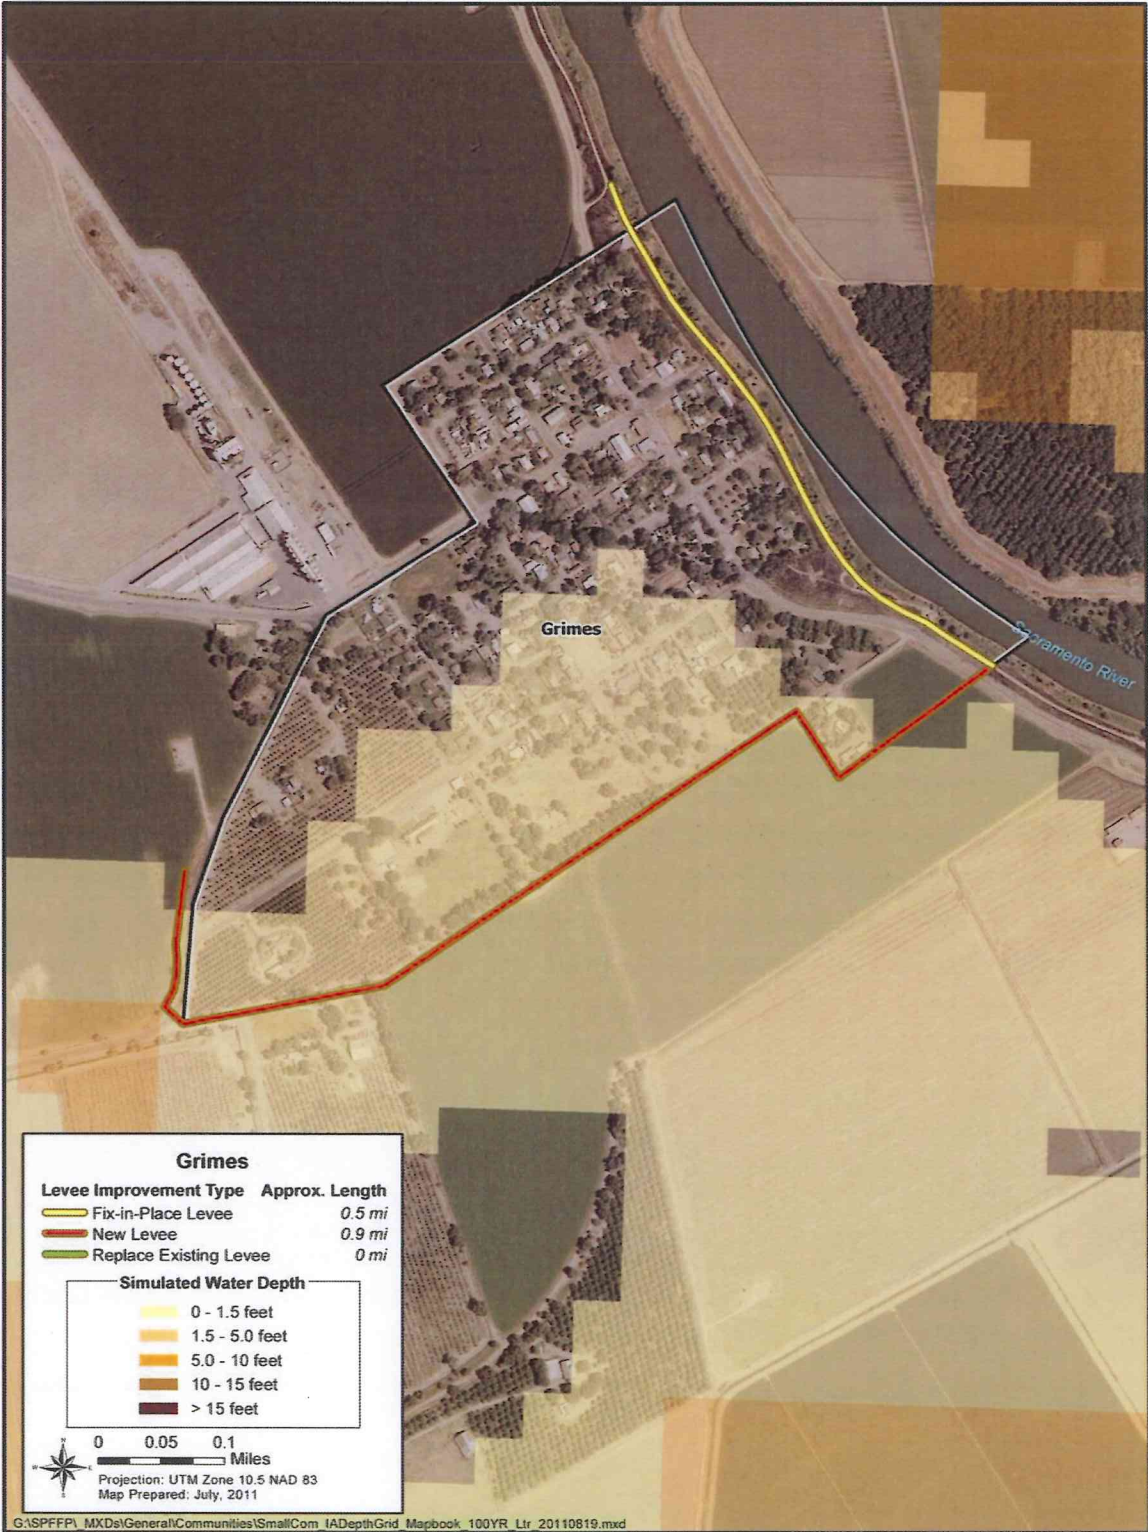 Grimes
Sacramento River
Grimes
Levee Improvement Type Approx. Length
Fix-in-Place Levee 0.5 mi
New Levee 0.9 mi
Replace Existing Levee 0 mi
Simulated Water Depth
0 - 1.5 feet
1.5 - 5.0 feet
5.0 - 10 feet
10 - 15 feet
> 15 feet
N
W E
S
0 0.05 0.1
Miles
Projection: UTM Zone 10.5 NAD 83
Map Prepared: July, 2011
G:\SPFFP\_MXDs\General\Communities\SmallCom_IADepthGrid_Mapbook_100YR_Ltr_20110819.mxd